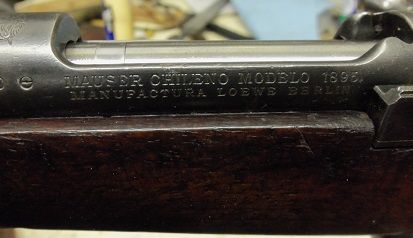 MAUSER CHILENO MODELO 1895.
MANUFACTURA LOEWE BERLIN